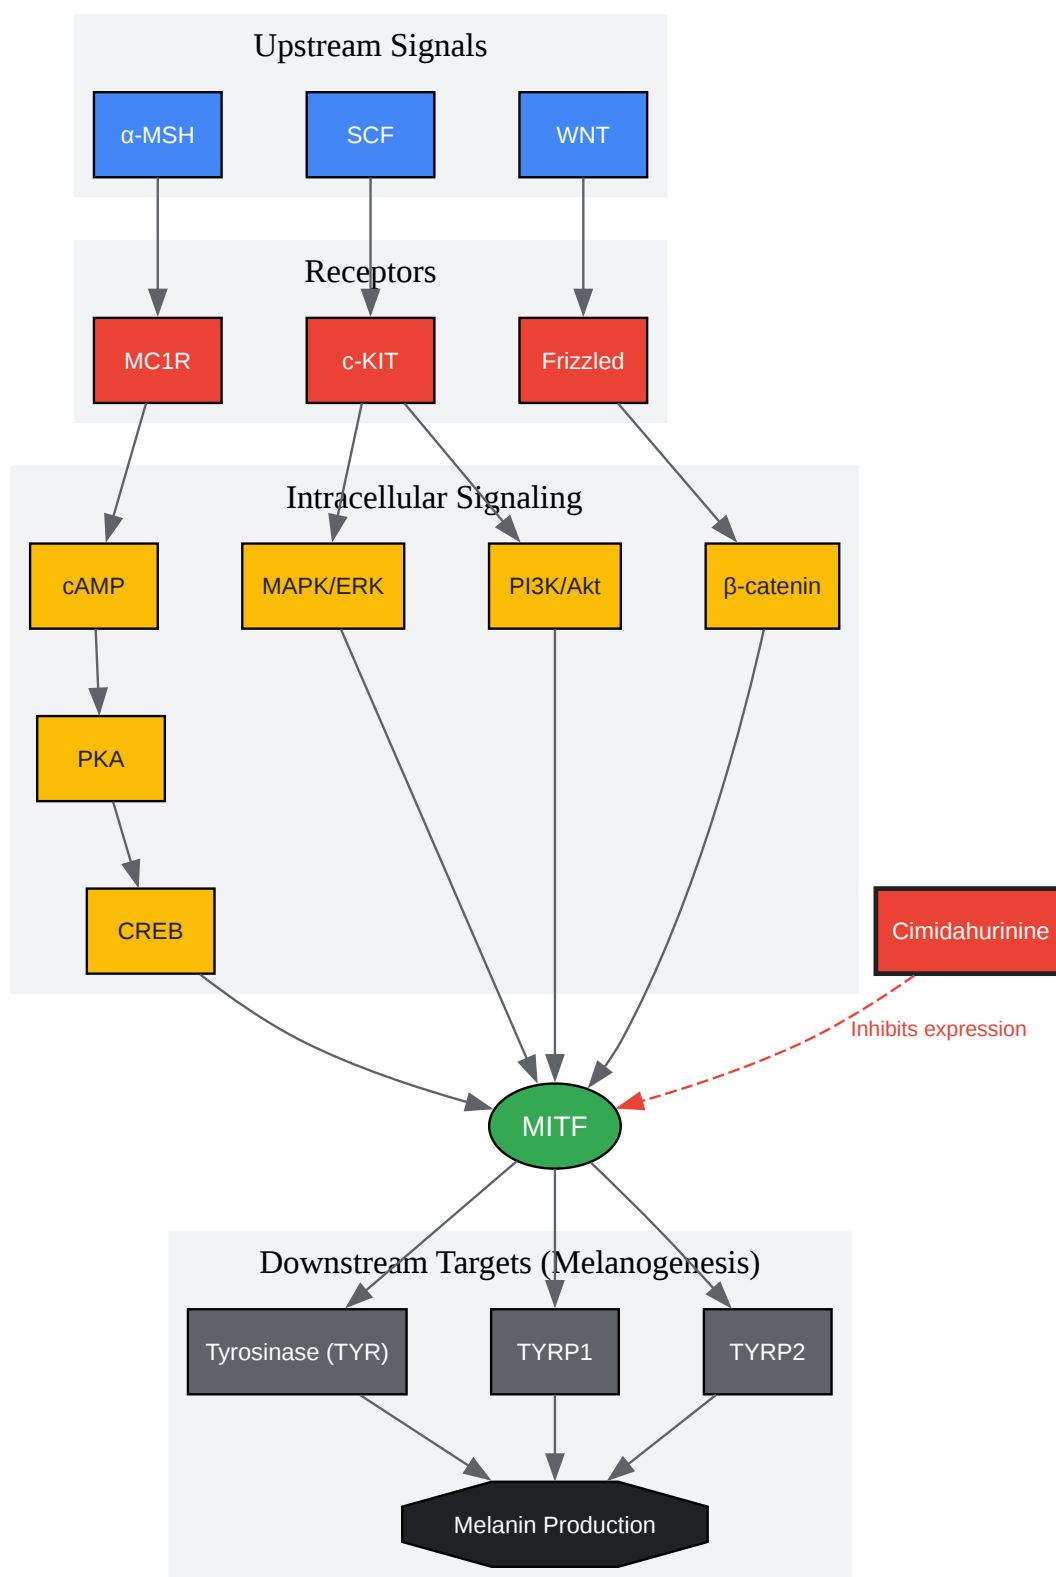 Upstream Signals
α-MSH
SCF
WNT
Receptors
MC1R
c-KIT
Frizzled
Intracellular Signaling
cAMP
MAPK/ERK
PI3K/Akt
β-catenin
PKA
CREB
Cimidahurinine
Inhibits expression
MITF
Downstream Targets (Melanogenesis)
Tyrosinase (TYR)
TYRP1
TYRP2
Melanin Production